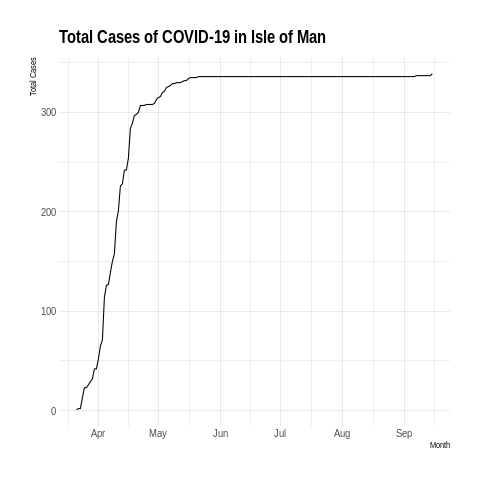 Total Cases of COVID-19 in Isle of Man
Total Cases
300
200
100
0
Apr May Jun Jul Aug Sep
Month